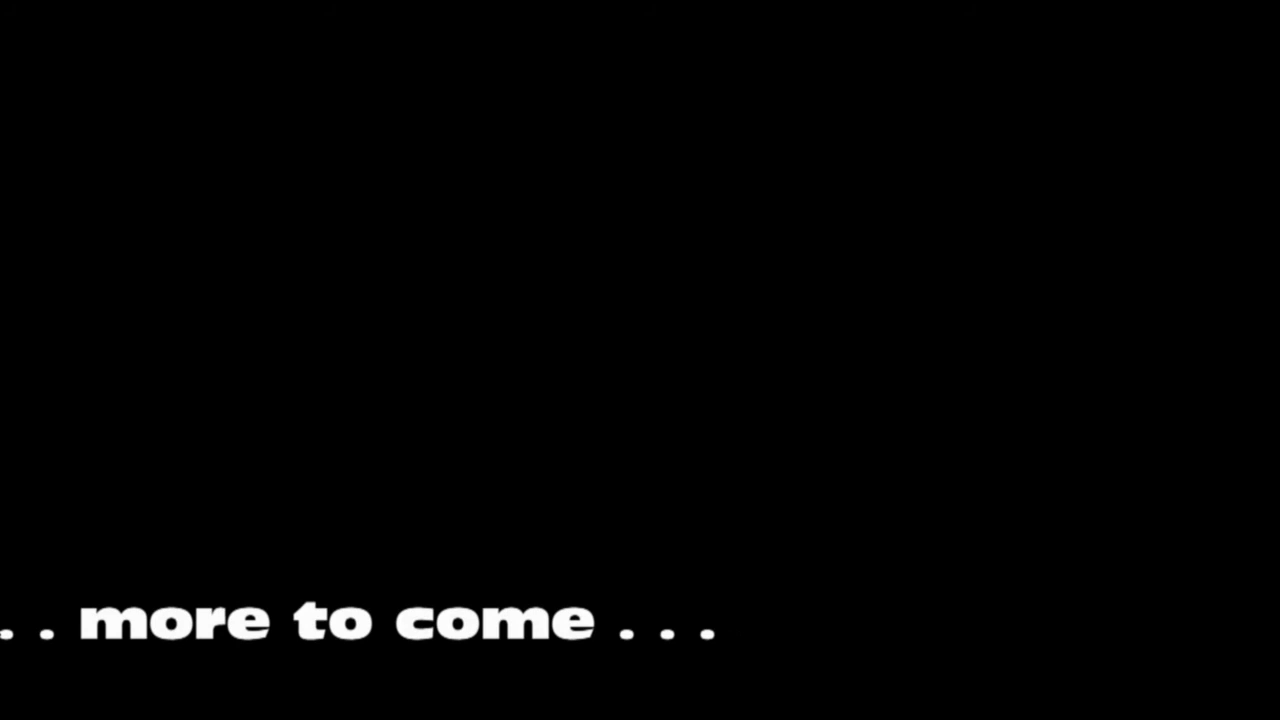 . . more to come . . .